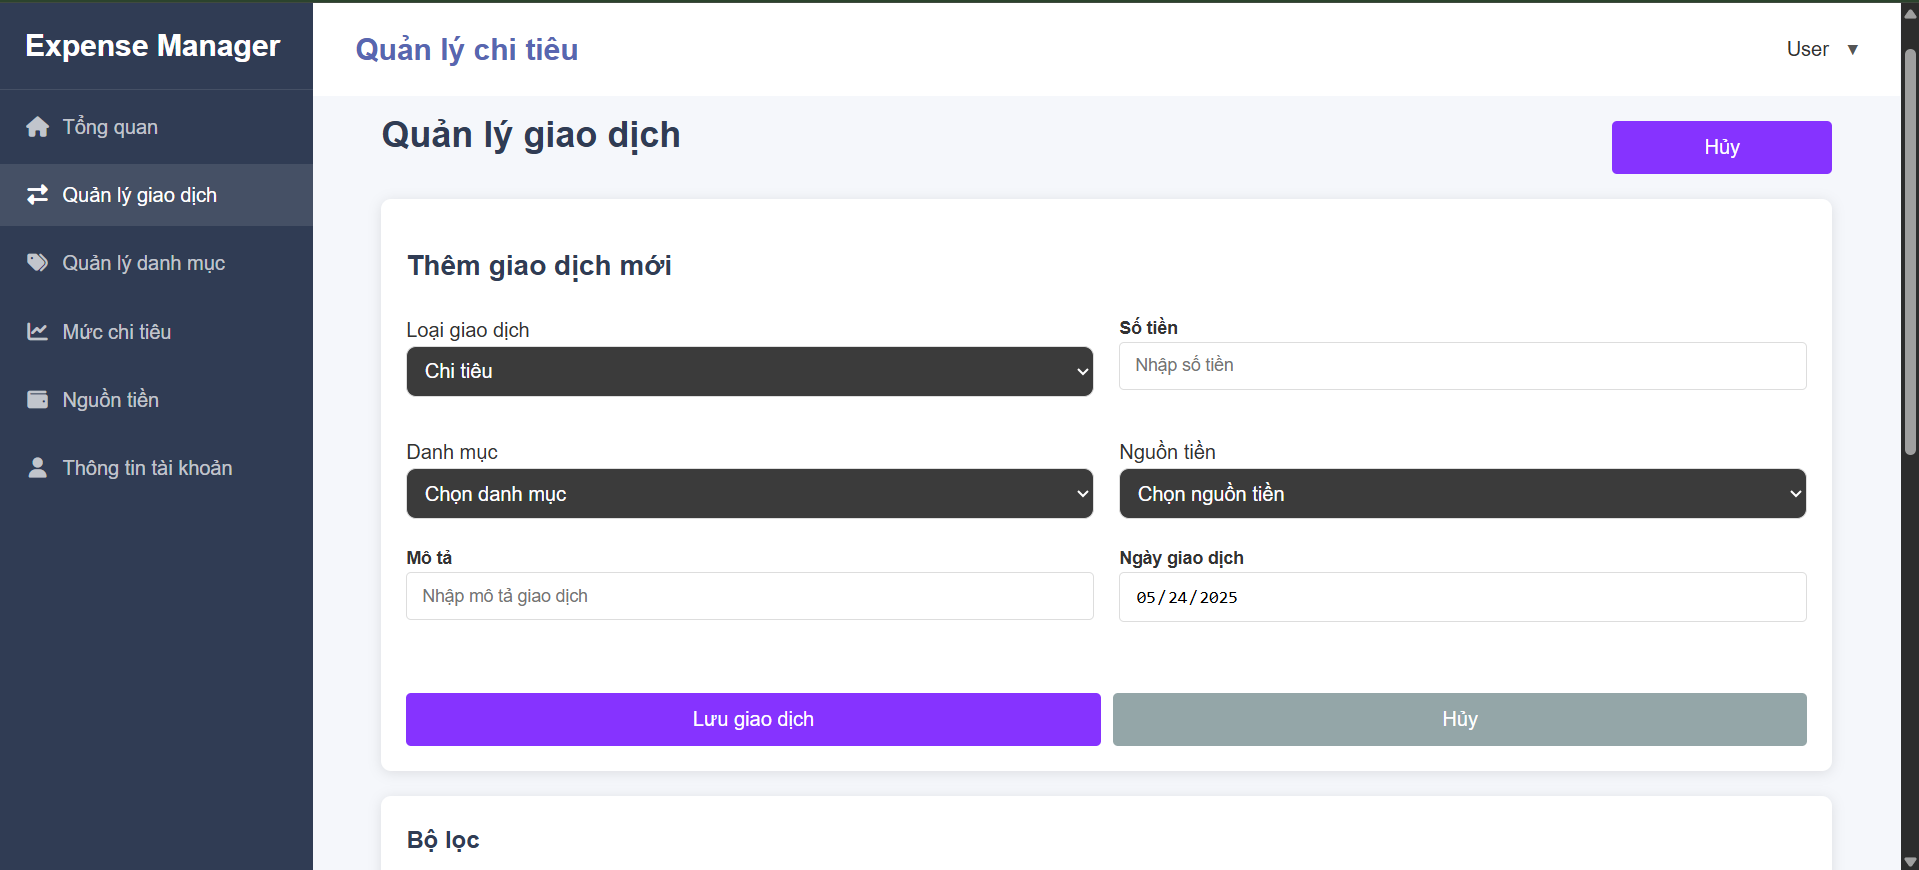 Expense Manager
Tổng quan
Quản lý giao dịch
Quản lý danh mục
Mức chi tiêu
Nguồn tiền
Thông tin tài khoản
Quản lý chi tiêu
User ▼
Quản lý giao dịch
Hủy
Thêm giao dịch mới
Loại giao dịch
Chi tiêu
Số tiền
Nhập số tiền
Danh mục
Chọn danh mục
Nguồn tiền
Chọn nguồn tiền
Mô tả
Nhập mô tả giao dịch
Ngày giao dịch
05/24/2025
Lưu giao dịch
Hủy
Bộ lọc